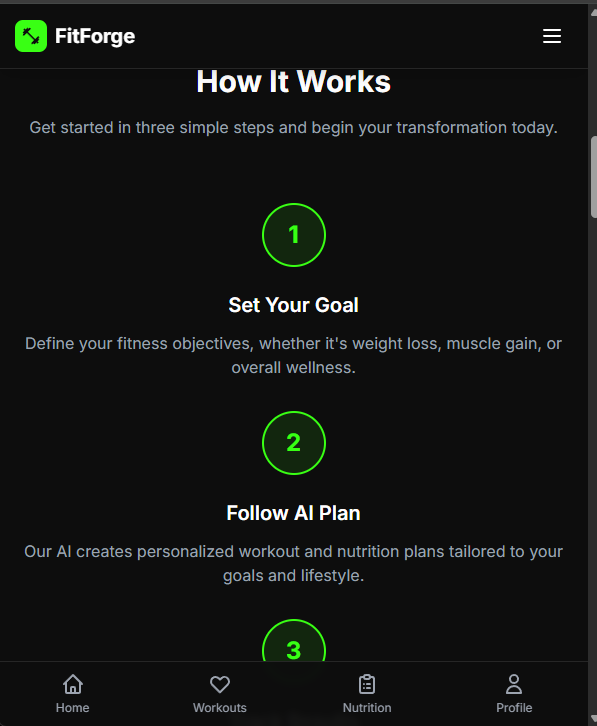 FitForge
How It Works
Get started in three simple steps and begin your transformation today.
1
Set Your Goal
Define your fitness objectives, whether it's weight loss, muscle gain, or
overall wellness.
2
Follow AI Plan
Our AI creates personalized workout and nutrition plans tailored to your
goals and lifestyle.
3
Home
Workouts
Nutrition
Profile